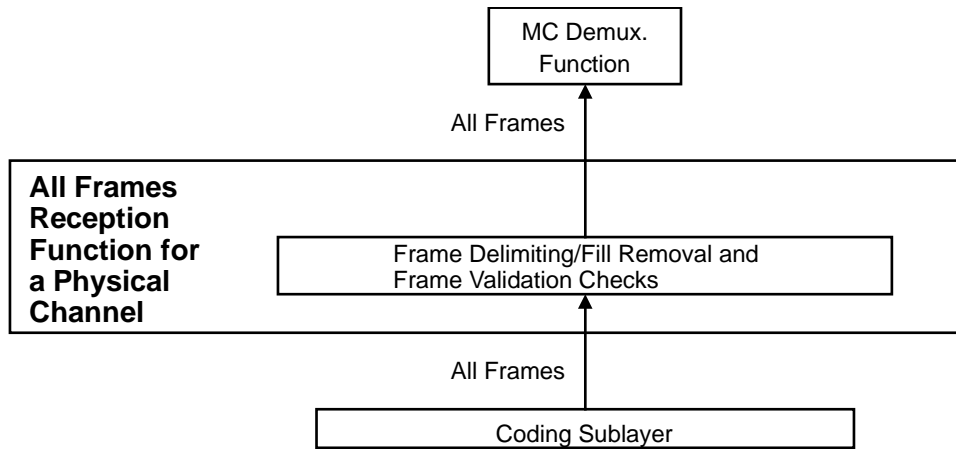 MC Demux.
Function
All Frames
All Frames
Reception
Function for
a Physical
Channel
Frame Delimiting/Fill Removal and
Frame Validation Checks
All Frames
Coding Sublayer